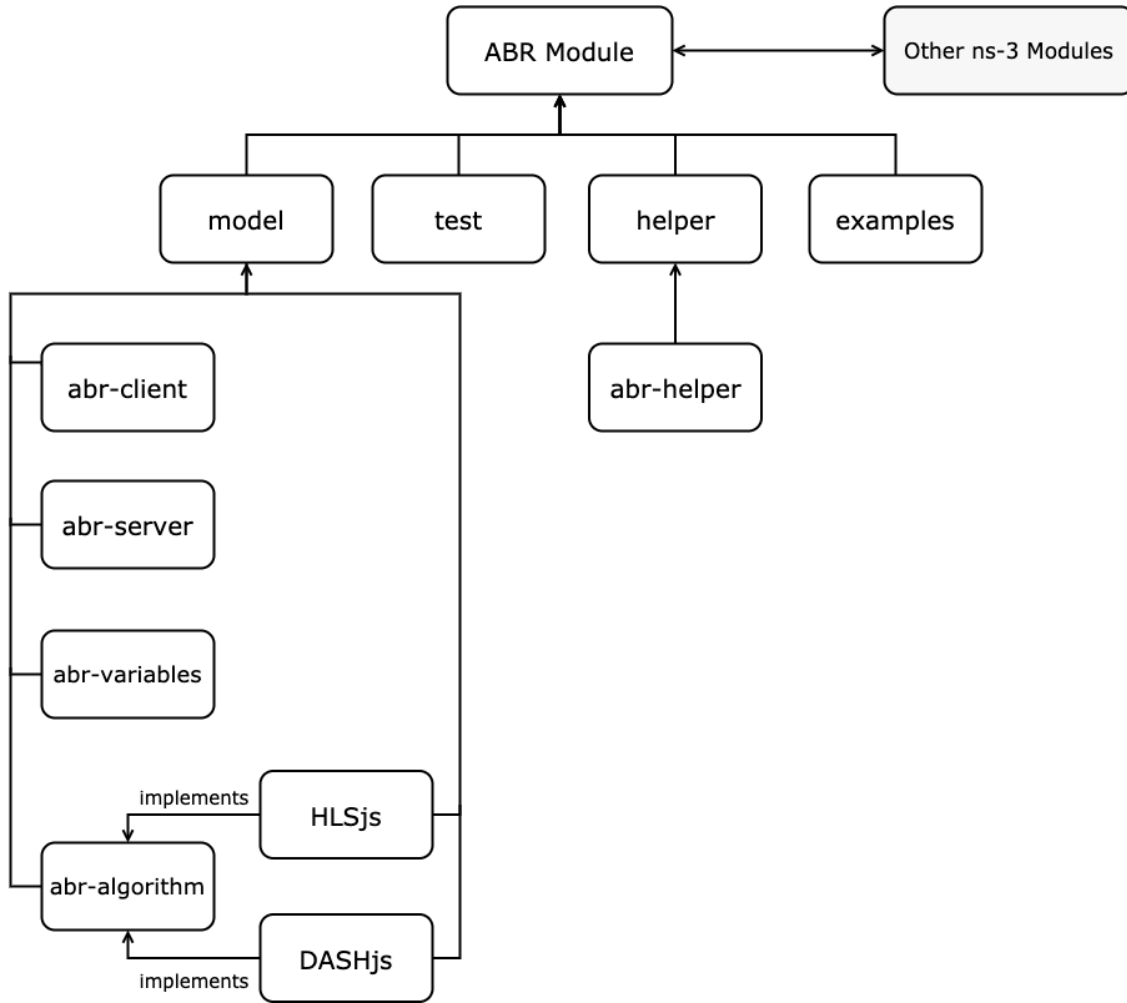 ABR Module
Other ns-3 Modules
model
test
helper
examples
abr-client
abr-helper
abr-server
abr-variables
implements
HLSjs
abr-algorithm
DASHjs
implements